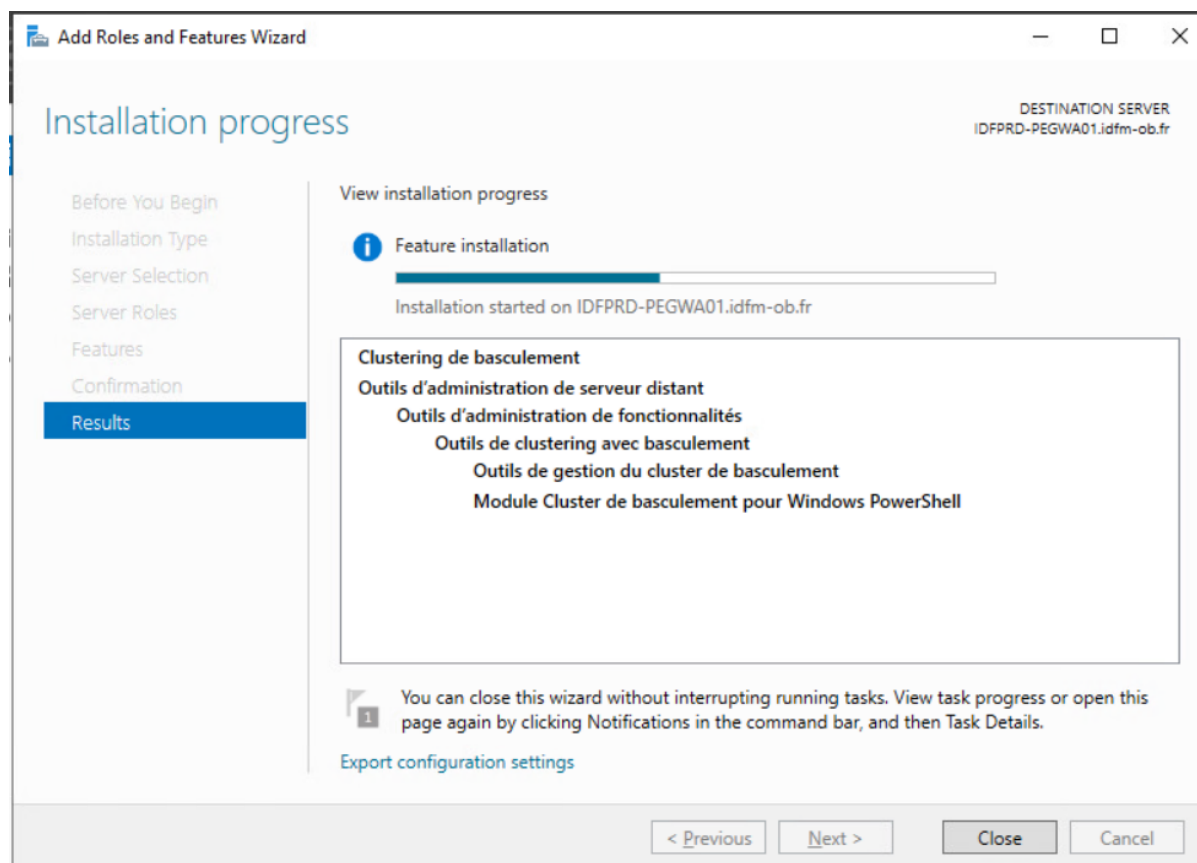 Add Roles and Features Wizard
Installation progress
DESTINATION SERVER
IDFPRD-PEGWA01.idfm-ob.fr
Before You Begin
Installation Type
Server Selection
Server Roles
Features
Confirmation
Results
View installation progress
Feature installation
Installation started on IDFPRD-PEGWA01.idfm-ob.fr
Clustering de basculement
Outils d’administration de serveur distant
Outils d’administration de fonctionnalités
Outils de clustering avec basculement
Outils de gestion du cluster de basculement
Module Cluster de basculement pour Windows PowerShell
1
You can close this wizard without interrupting running tasks. View task progress or open this
page again by clicking Notifications in the command bar, and then Task Details.
Export configuration settings
< Previous
Next >
Close
Cancel